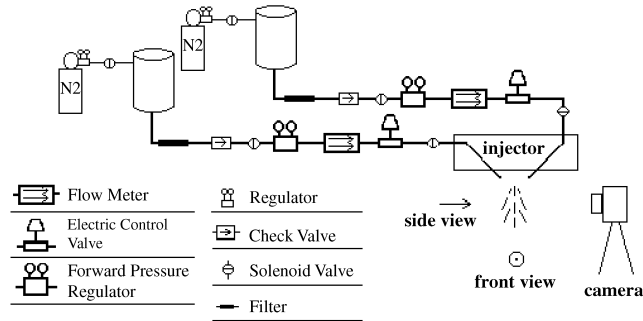 N2
N2
injector
side view
front view
camera
Flow Meter
Electric Control
Valve
Forward Pressure
Regulator
Regulator
Check Valve
Solenoid Valve
Filter